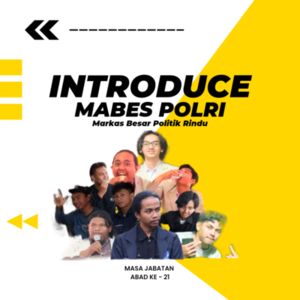 INTRODUCE
MABES POLRI
Markas Besar Politik Rindu
MASA JABATAN
ABAD KE - 21